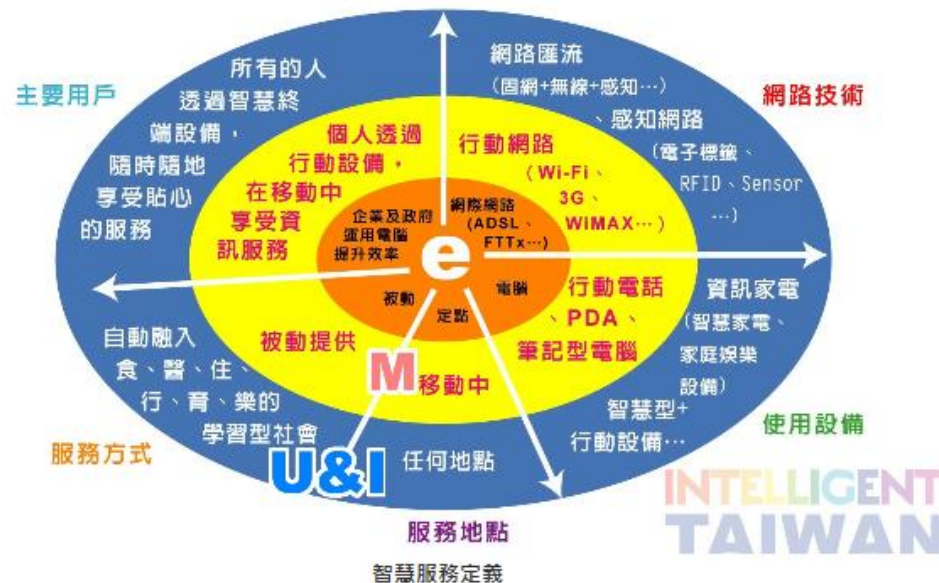 主要用戶
所有的人
透過智慧終
端設備，
隨時隨地
享受貼心
的服務
網路匯流
(固網+無線+感知…)
、感知網路
(電子標籤、
RFID、Sensor
…)
網路技術
個人透過
行動設備，
在移動中
享受資
訊服務
行動網路
(Wi-Fi、
3G、
WIMAX…)
企業及政府
運用電腦
提升效率
網際網路
(ADSL、
FTTx…)
e
被動
定點
電腦
被動提供
M
移動中
行動電話
、PDA、
筆記型電腦
自動融入
食、醫、住、
行、育、樂的
學習型社會
U&I
任何地點
資訊家電
(智慧家電、
家庭娛樂
設備)
智慧型+
行動設備…
服務方式
使用設備
服務地點
INTELLIGENT
TAIWAN
智慧服務定義